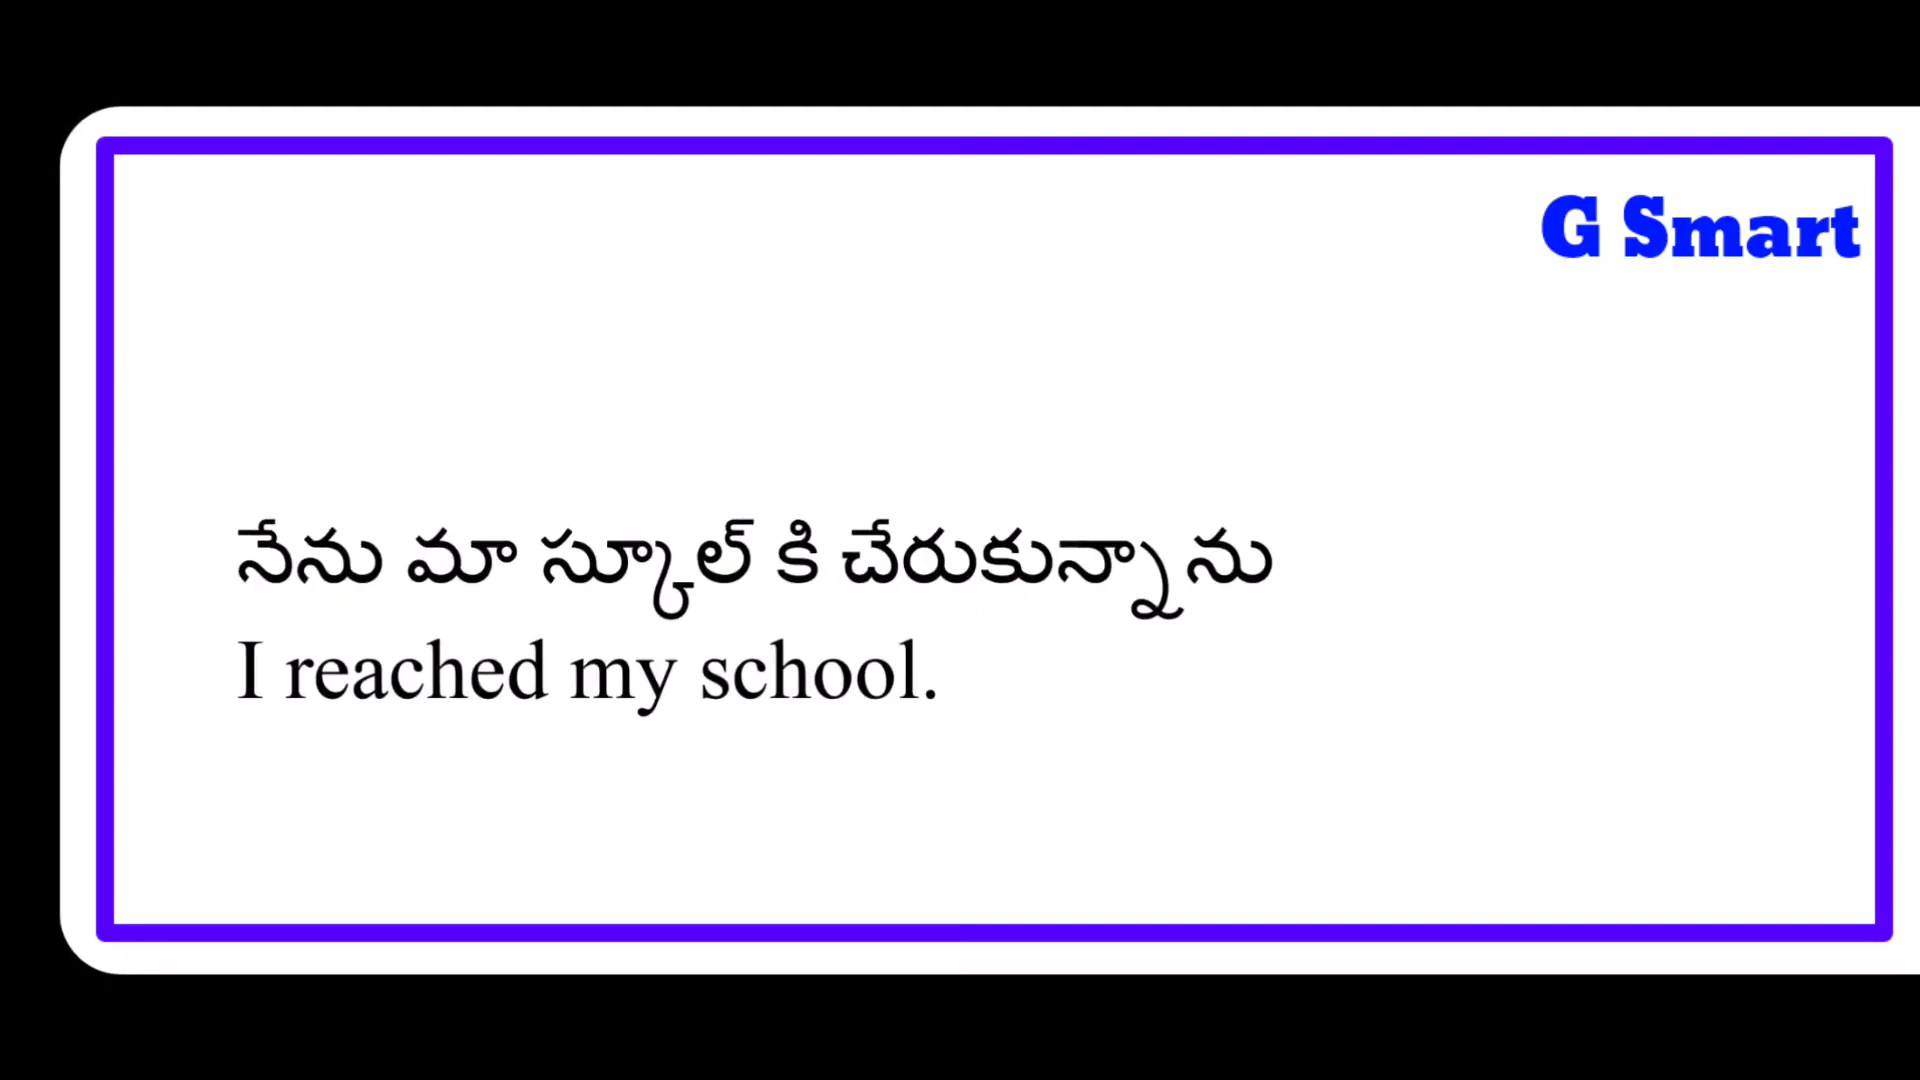 G Smart
నేను మా స్కూల్ కి చేరుకున్నాను
I reached my school.